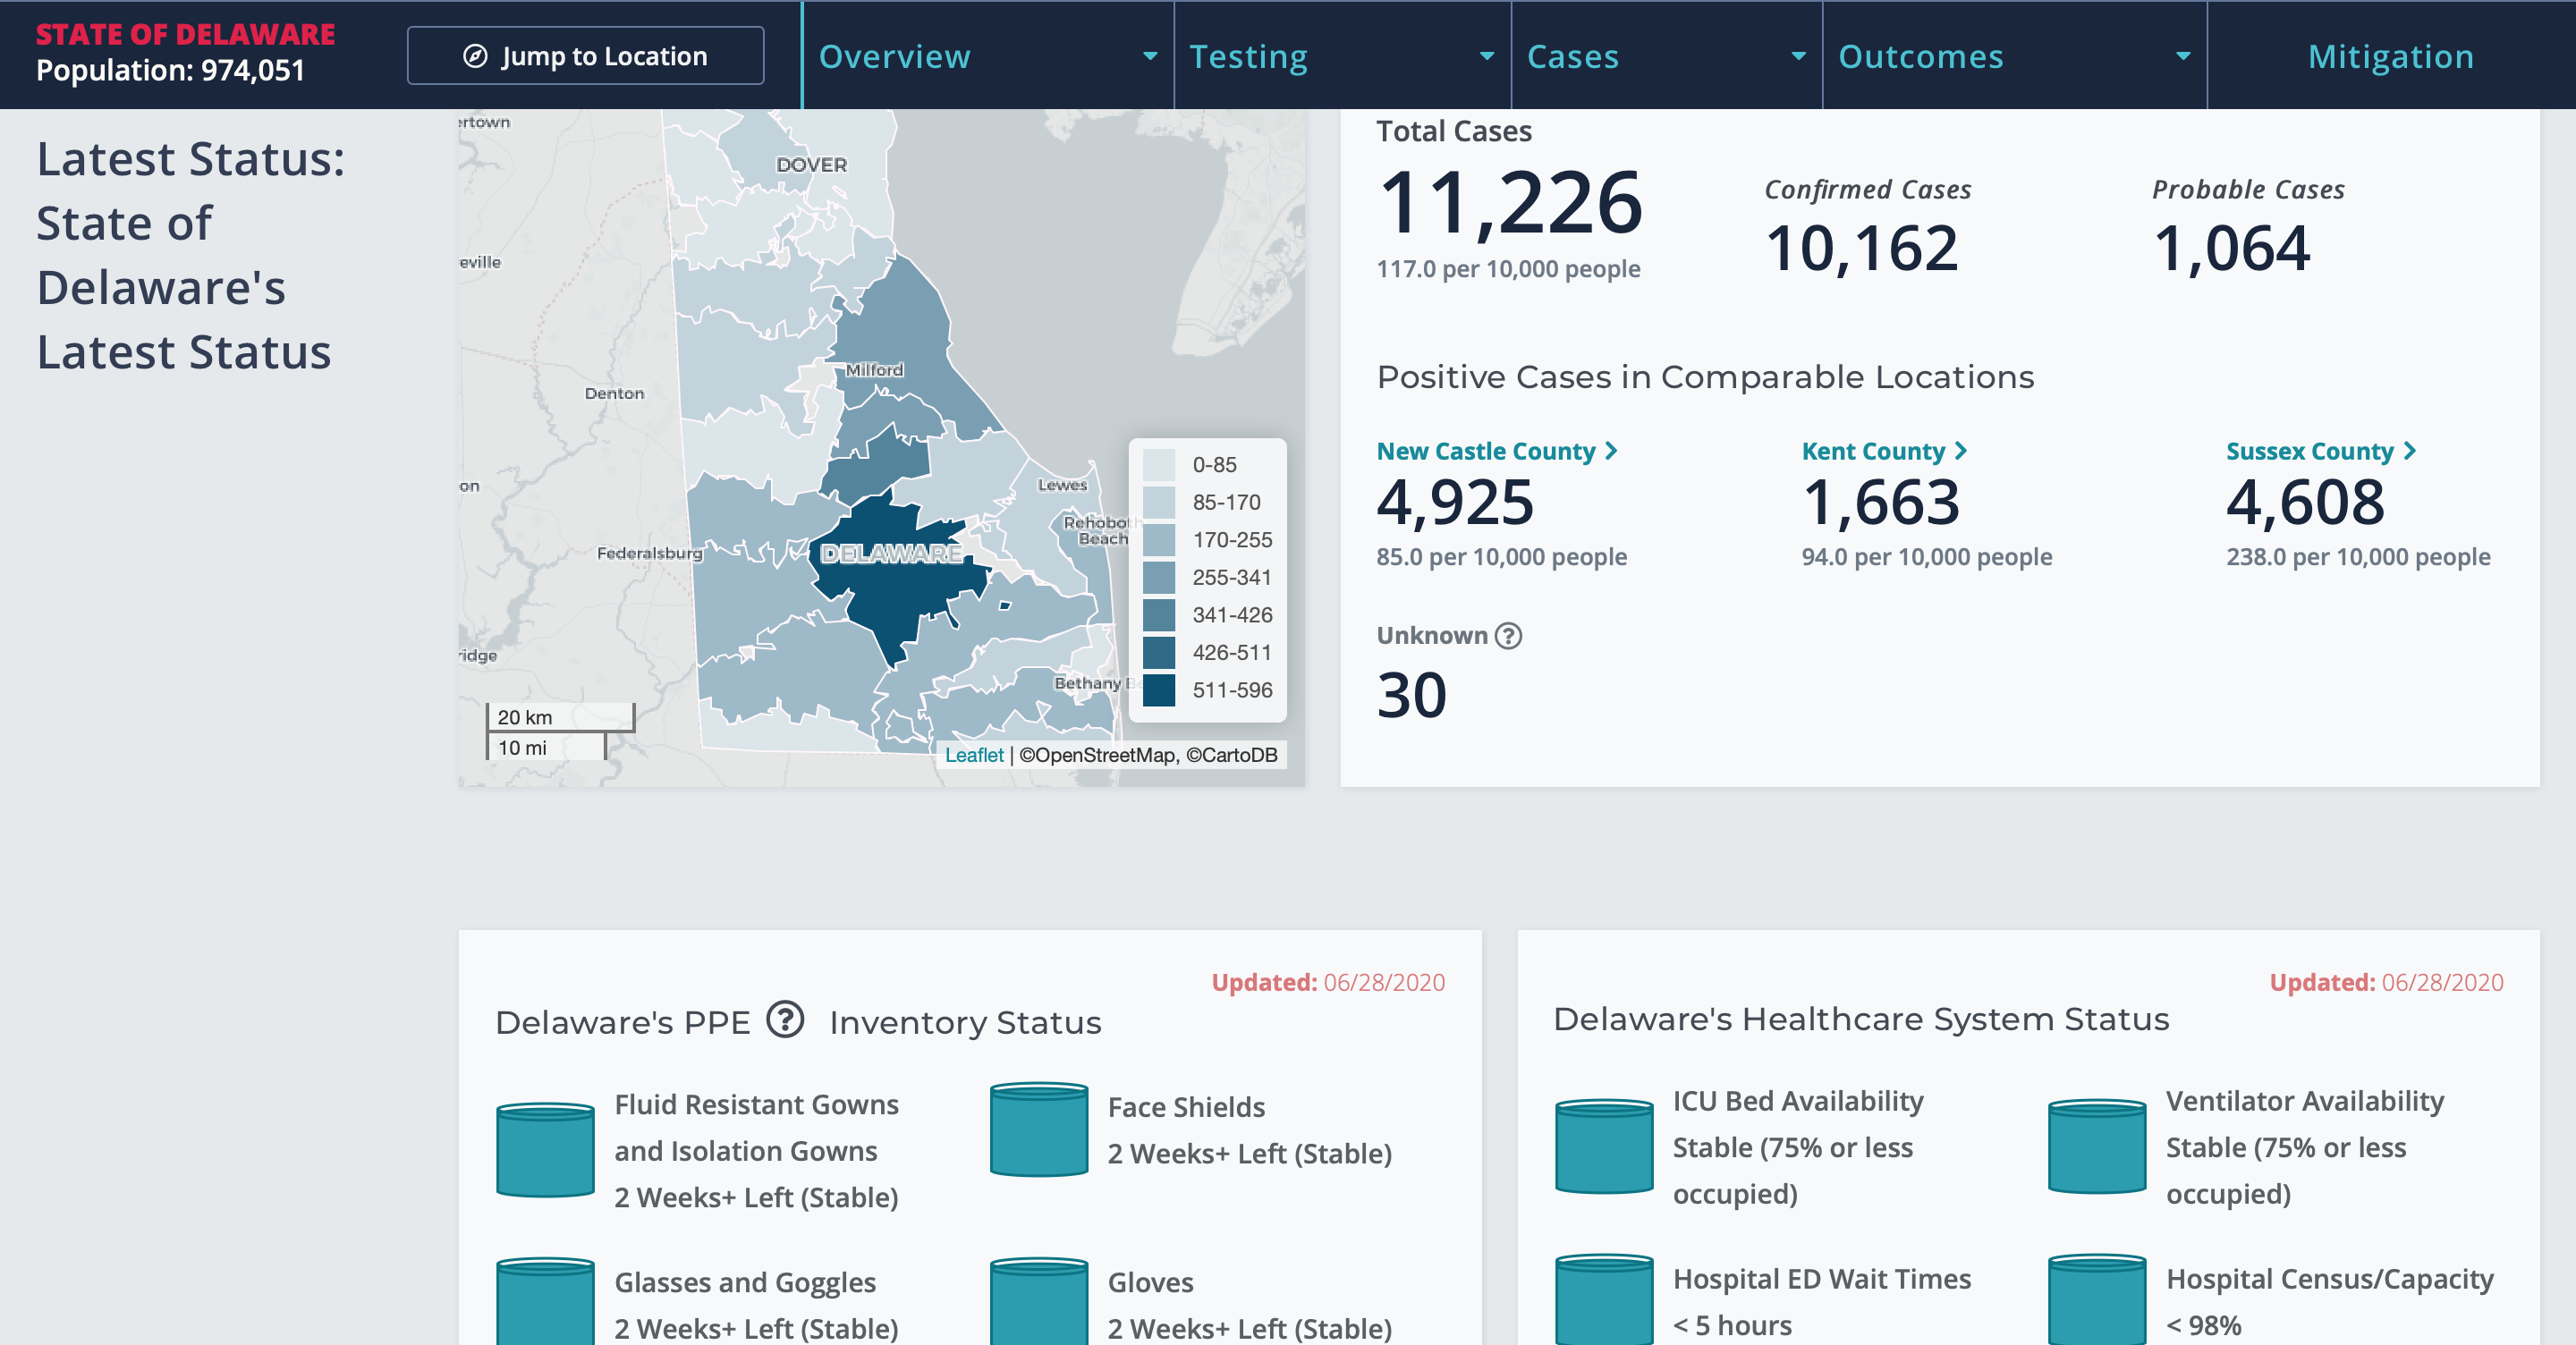 STATE OF DELAWARE
Population: 974,051
Jump to Location
Overview
Testing
Cases
Outcomes
Mitigation
Latest Status:
State of
Delaware's
Latest Status
ertown
DOVER
eville
Milford
Denton
on
Lewes
Rehoboth
Beach
DELAWARE
Federalsburg
ridge
Bethany Be
0-85
85-170
170-255
255-341
341-426
426-511
511-596
20 km
10 mi
Leaflet | ©OpenStreetMap, ©CartoDB
Total Cases
11,226
117.0 per 10,000 people
Confirmed Cases
10,162
Probable Cases
1,064
Positive Cases in Comparable Locations
New Castle County
4,925
85.0 per 10,000 people
Kent County
1,663
94.0 per 10,000 people
Sussex County
4,608
238.0 per 10,000 people
Unknown ?
30
Updated: 06/28/2020
Delaware's PPE ? Inventory Status
Fluid Resistant Gowns
and Isolation Gowns
2 Weeks+ Left (Stable)
Face Shields
2 Weeks+ Left (Stable)
Glasses and Goggles
2 Weeks+ Left (Stable)
Gloves
2 Weeks+ Left (Stable)
Updated: 06/28/2020
Delaware's Healthcare System Status
ICU Bed Availability
Stable (75% or less
occupied)
Ventilator Availability
Stable (75% or less
occupied)
Hospital ED Wait Times
< 5 hours
Hospital Census/Capacity
< 98%